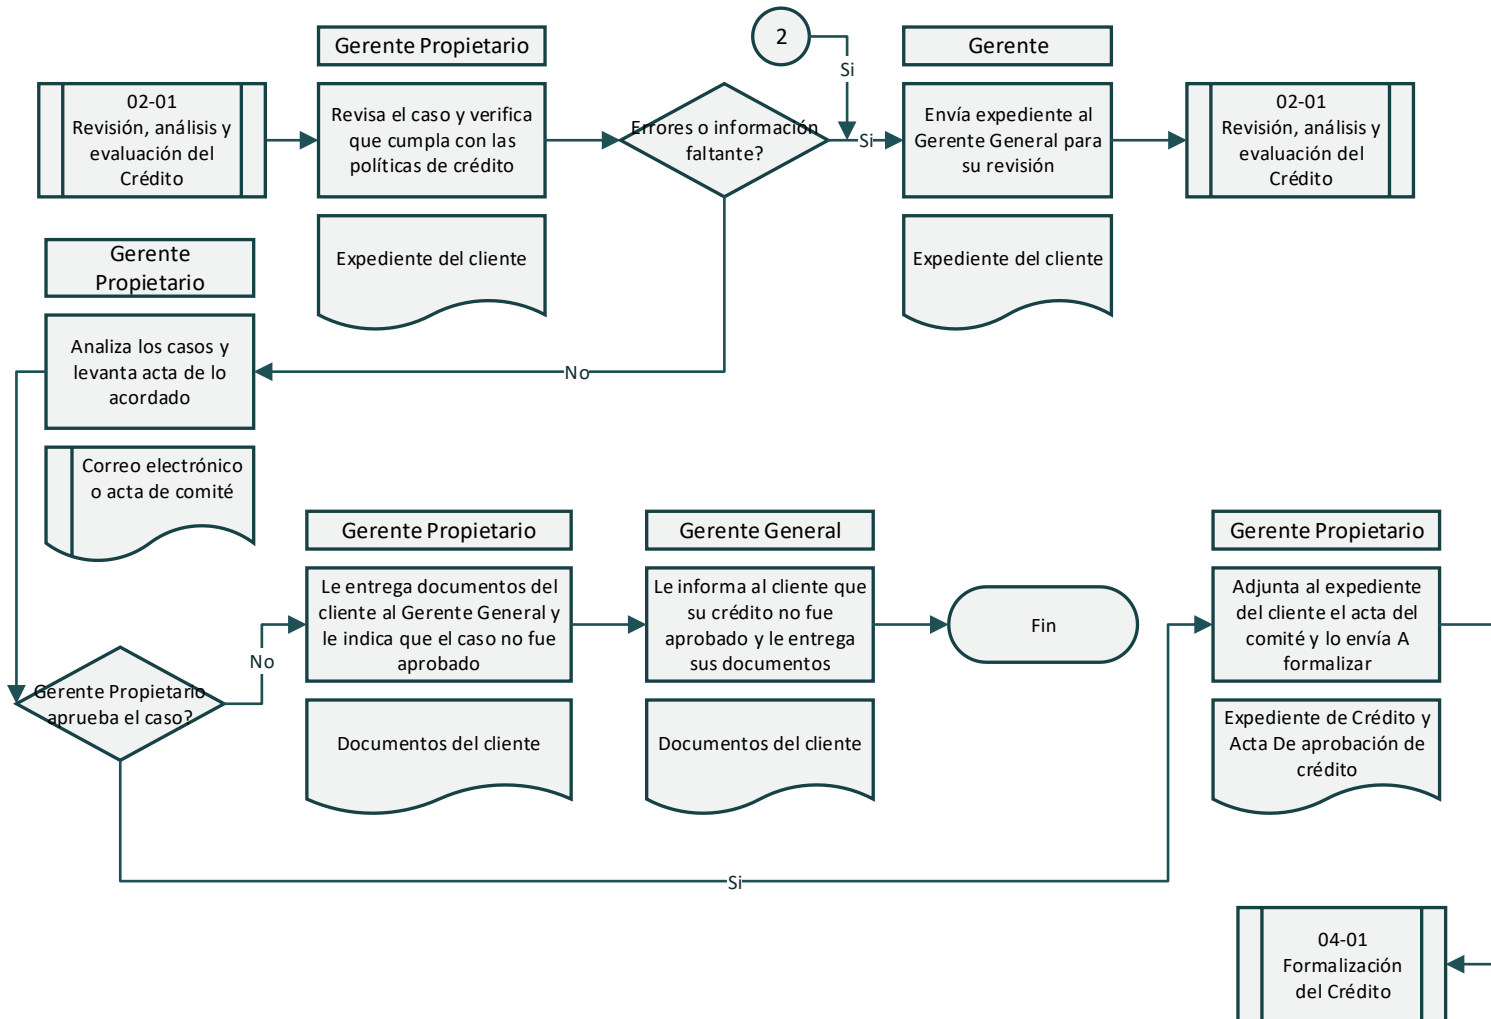 2
Gerente Propietario
Gerente
Si
02-01
Revisión, análisis y
evaluación del
Crédito
Revisa el caso y verifica
que cumpla con las
políticas de crédito
Errores o información
faltante?
Si
Envía expediente al
Gerente General para
su revisión
02-01
Revisión, análisis y
evaluación del
Crédito
Expediente del cliente
Expediente del cliente
Gerente
Propietario
Analiza los casos y
levanta acta de lo
acordado
No
Correo electrónico
o acta de comité
Gerente Propietario
Gerente General
Gerente Propietario
Le entrega documentos del
cliente al Gerente General y
le indica que el caso no fue
aprobado
Le informa al cliente que
su crédito no fue
aprobado y le entrega
sus documentos
Fin
Adjunta al expediente
del cliente el acta del
comité y lo envía A
formalizar
No
Gerente Propietario
aprueba el caso?
Documentos del cliente
Documentos del cliente
Expediente de Crédito y
Acta De aprobación de
crédito
Si
04-01
Formalización
del Crédito